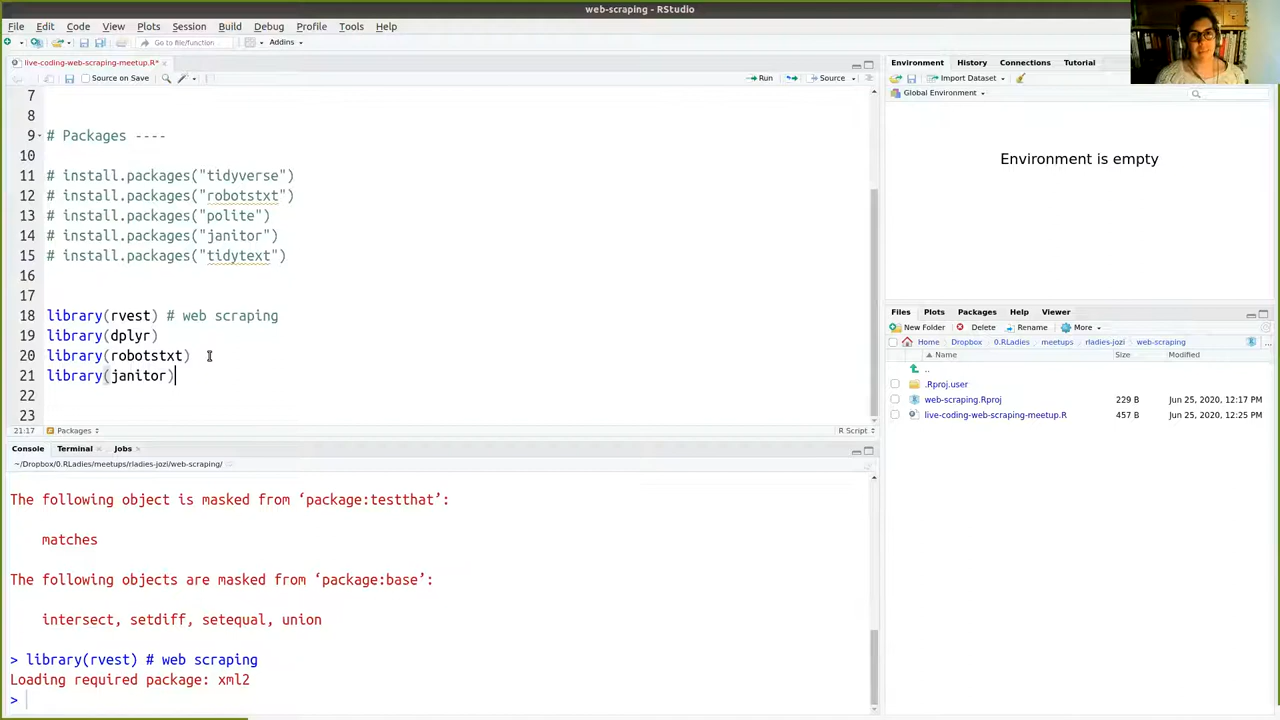 web-scraping - RStudio
File Edit Code View Plots Session Build Debug Profile Tools Help
Go to file/function Addins
live-coding-web-scraping-meetup.R*
Source on Save Run Source
7
8
9 # Packages ----
10
11 # install.packages("tidyverse")
12 # install.packages("robotstxt")
13 # install.packages("polite")
14 # install.packages("janitor")
15 # install.packages("tidytext")
16
17
18 library(rvest) # web scraping
19 library(dplyr)
20 library(robotstxt)
21 library(janitor)
22
23
21:17 Packages R Script
Console Terminal Jobs
~/Dropbox/0.RLadies/meetups/rladies-jozi/web-scraping/
The following object is masked from ‘package:testthat’:
matches
The following objects are masked from ‘package:base’:
intersect, setdiff, setequal, union
> library(rvest) # web scraping
Loading required package: xml2
>
Environment History Connections Tutorial
Import Dataset
Global Environment
Environment is empty
Files Plots Packages Help Viewer
New Folder Delete Rename More
Home Dropbox 0.RLadies meetups rladies-jozi web-scraping ...
Name Size Modified
..
.Rproj.user
web-scraping.Rproj 229 B Jun 25, 2020, 12:17 PM
live-coding-web-scraping-meetup.R 457 B Jun 25, 2020, 12:25 PM